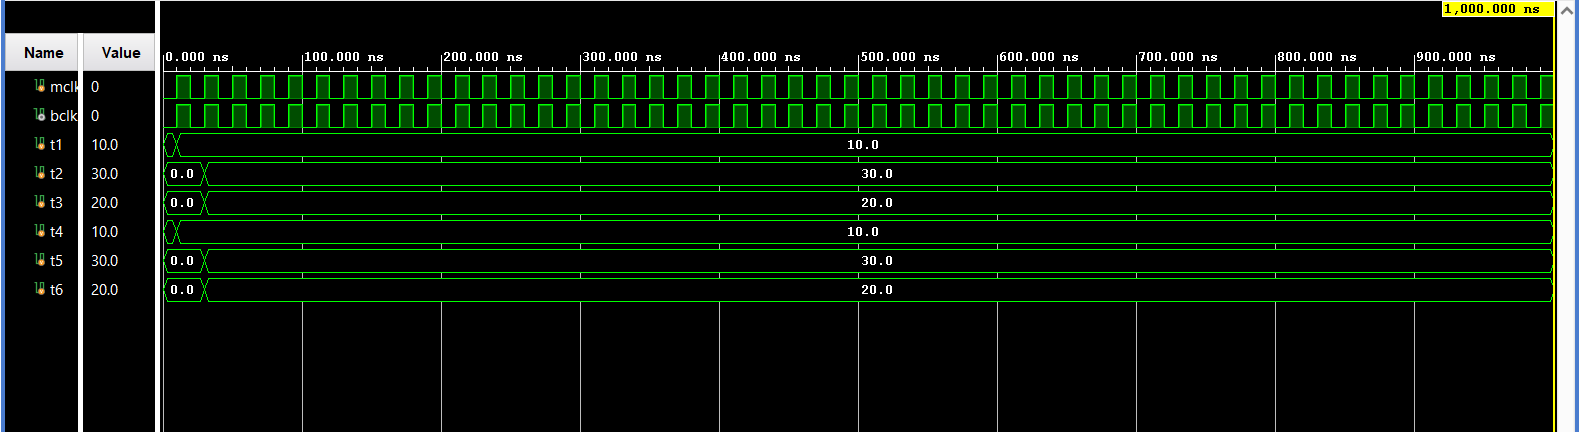 1,000.000 ns
Name Value 0.000 ns 100.000 ns 200.000 ns 300.000 ns 400.000 ns 500.000 ns 600.000 ns 700.000 ns 800.000 ns 900.000 ns
mclk 0
bclk 0
t1 10.0 10.0
t2 30.0 0.0 30.0
t3 20.0 0.0 20.0
t4 10.0 10.0
t5 30.0 0.0 30.0
t6 20.0 0.0 20.0